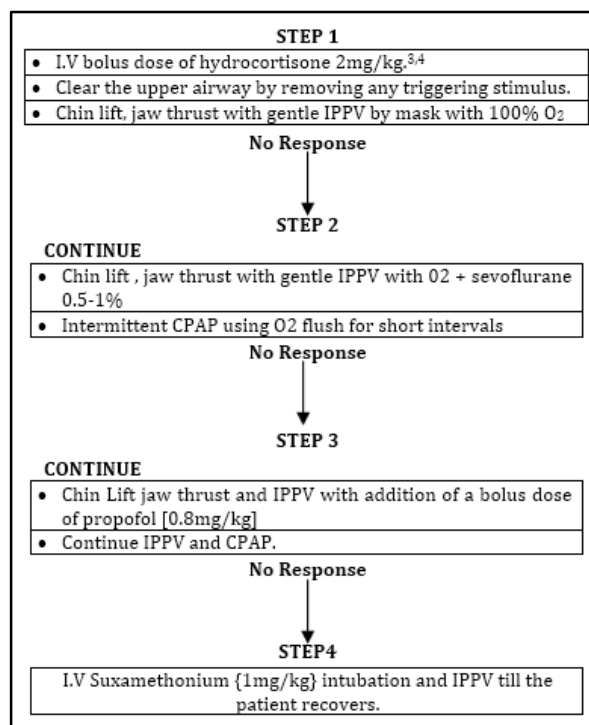 STEP 1
• I.V bolus dose of hydrocortisone 2mg/kg.3,4
• Clear the upper airway by removing any triggering stimulus.
• Chin lift, jaw thrust with gentle IPPV by mask with 100% O2
No Response
STEP 2
CONTINUE
• Chin lift , jaw thrust with gentle IPPV with 02 + sevoflurane
0.5-1%
• Intermittent CPAP using O2 flush for short intervals
No Response
STEP 3
CONTINUE
• Chin Lift jaw thrust and IPPV with addition of a bolus dose
of propofol [0.8mg/kg]
• Continue IPPV and CPAP.
No Response
STEP4
I.V Suxamethonium {1mg/kg} intubation and IPPV till the
patient recovers.